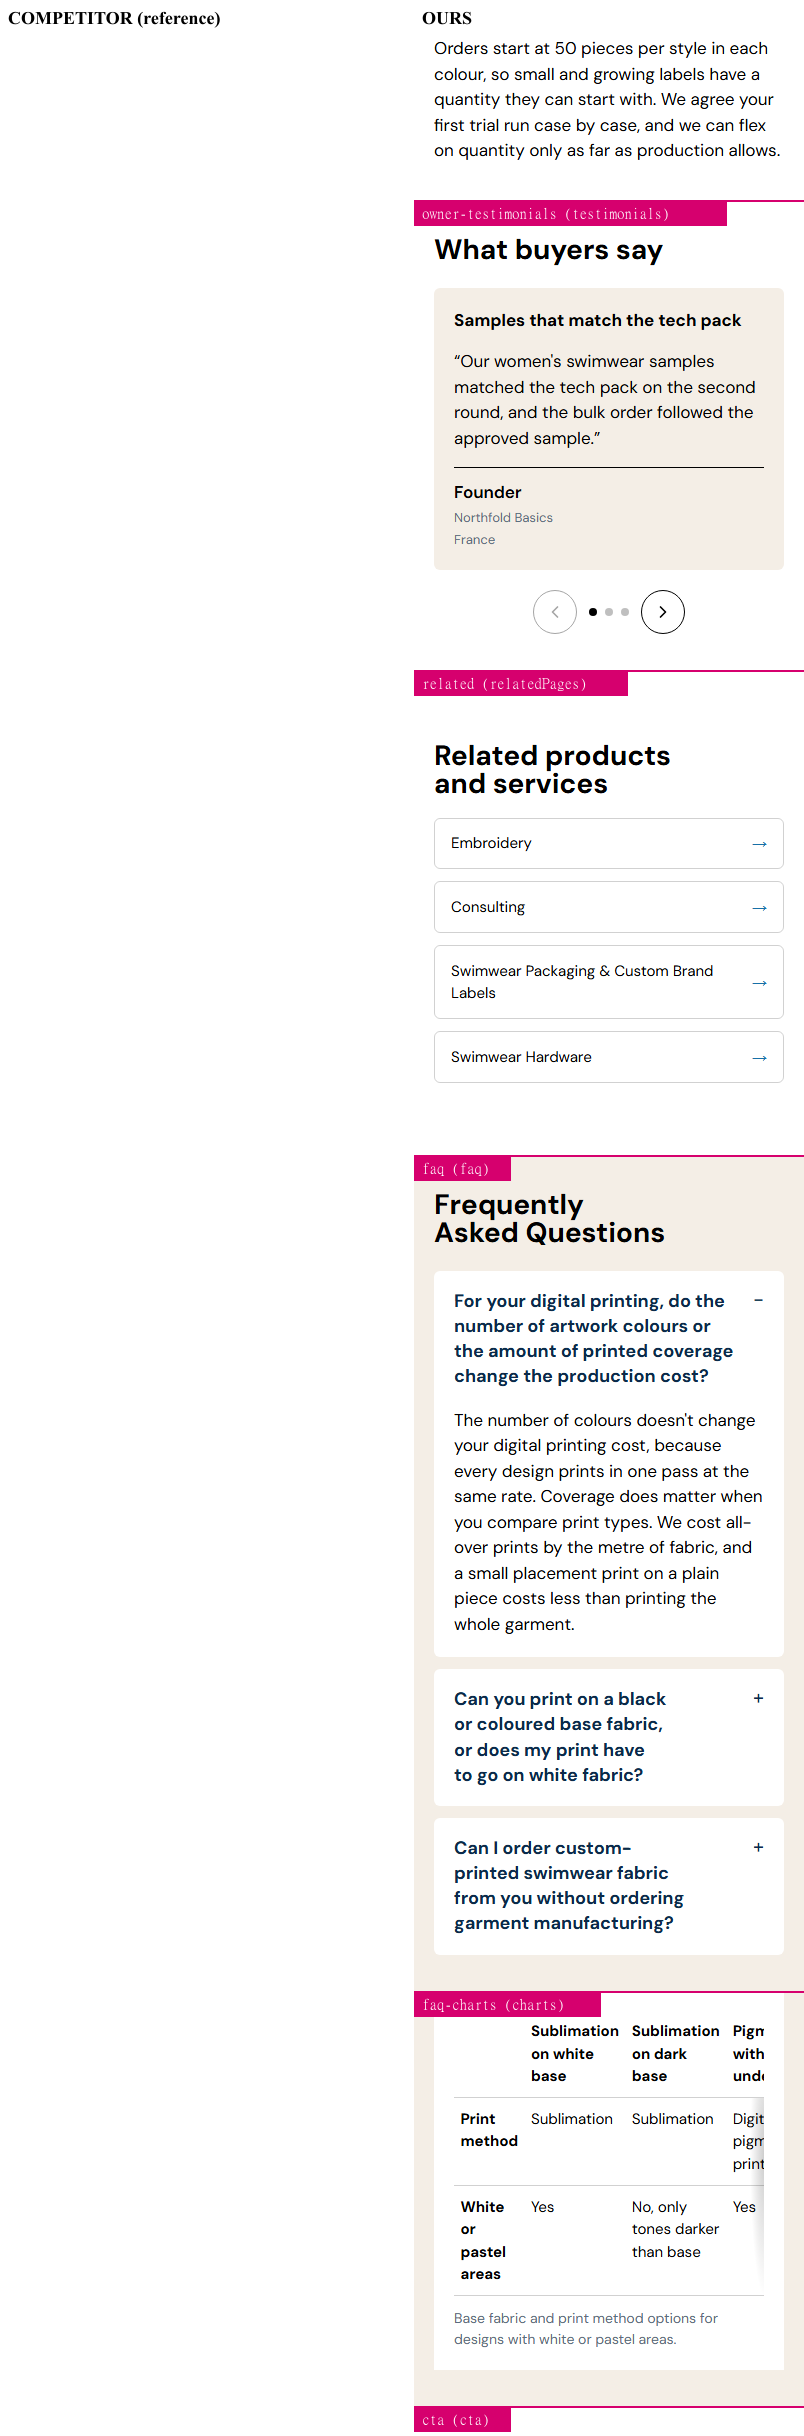 COMPETITOR (reference)
OURS
Orders start at 50 pieces per style in each
colour, so small and growing labels have a
quantity they can start with. We agree your
first trial run case by case, and we can flex
on quantity only as far as production allows.
owner-testimonials (testimonials)
What buyers say
Samples that match the tech pack
“Our women's swimwear samples
matched the tech pack on the second
round, and the bulk order followed the
approved sample.”
Founder
Northfold Basics
France
related (relatedPages)
Related products
and services
Embroidery →
Consulting →
Swimwear Packaging & Custom Brand
Labels →
Swimwear Hardware →
faq (faq)
Frequently
Asked Questions
For your digital printing, do the −
number of artwork colours or
the amount of printed coverage
change the production cost?
The number of colours doesn't change
your digital printing cost, because
every design prints in one pass at the
same rate. Coverage does matter when
you compare print types. We cost all-
over prints by the metre of fabric, and
a small placement print on a plain
piece costs less than printing the
whole garment.
Can you print on a black +
or coloured base fabric,
or does my print have
to go on white fabric?
Can I order custom- +
printed swimwear fabric
from you without ordering
garment manufacturing?
faq-charts (charts)
Sublimation Sublimation
on white on dark with
base base
Print Sublimation Sublimation
method
print
White Yes No, only Yes
or tones darker
pastel than base
areas
Base fabric and print method options for
designs with white or pastel areas.
cta (cta)